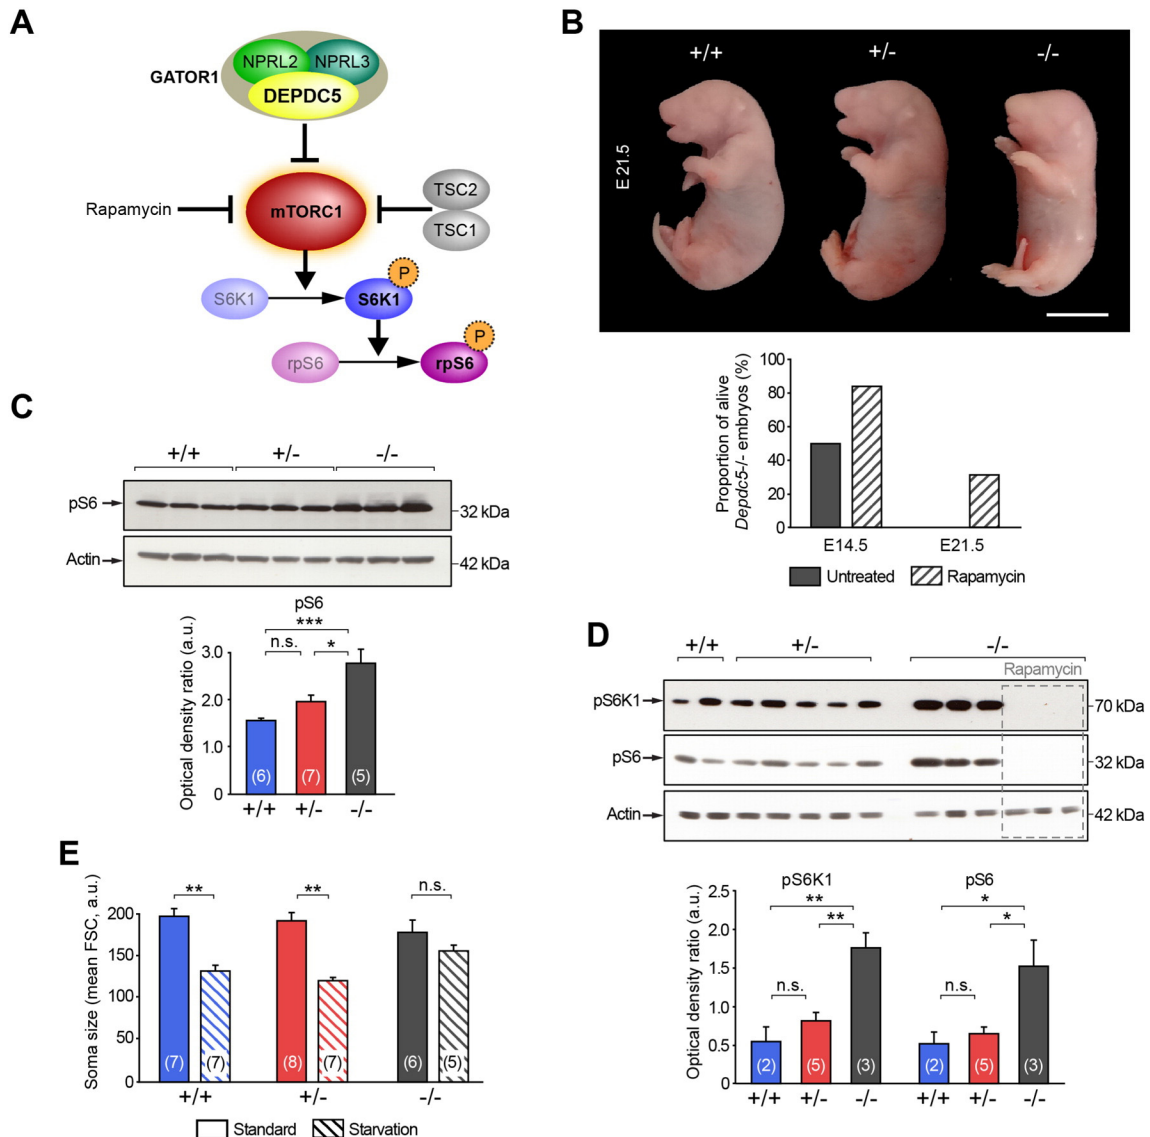 A
NPRL2
NPRL3
GATOR1
DEPDC5
Rapamycin
mTORC1
TSC2
TSC1
P
S6K1
S6K1
P
rpS6
rpS6
B
+/+
+/-
-/-
E 21.5
Proportion of alive
Depdc5-/- embryos (%)
100
80
60
40
20
0
E14.5
E21.5
Untreated
Rapamycin
C
+/+
+/-
-/-
pS6
32 kDa
Actin
42 kDa
pS6
***
n.s.
*
Optical density ratio (a.u.)
3.0
2.0
1.0
0
(6)
(7)
(5)
+/+
+/-
-/-
D
+/+
+/-
-/-
Rapamycin
pS6K1
70 kDa
pS6
32 kDa
Actin
42 kDa
pS6K1
pS6
Optical density ratio (a.u.)
2.5
2.0
1.5
1.0
0.5
0
**
**
n.s.
*
*
n.s.
(2)
(5)
(3)
(2)
(5)
(3)
+/+
+/-
-/-
+/+
+/-
-/-
E
Soma size (mean FSC, a.u.)
200
150
100
50
0
**
**
n.s.
(7)
(7)
(8)
(7)
(6)
(5)
+/+
+/-
-/-
Standard
Starvation